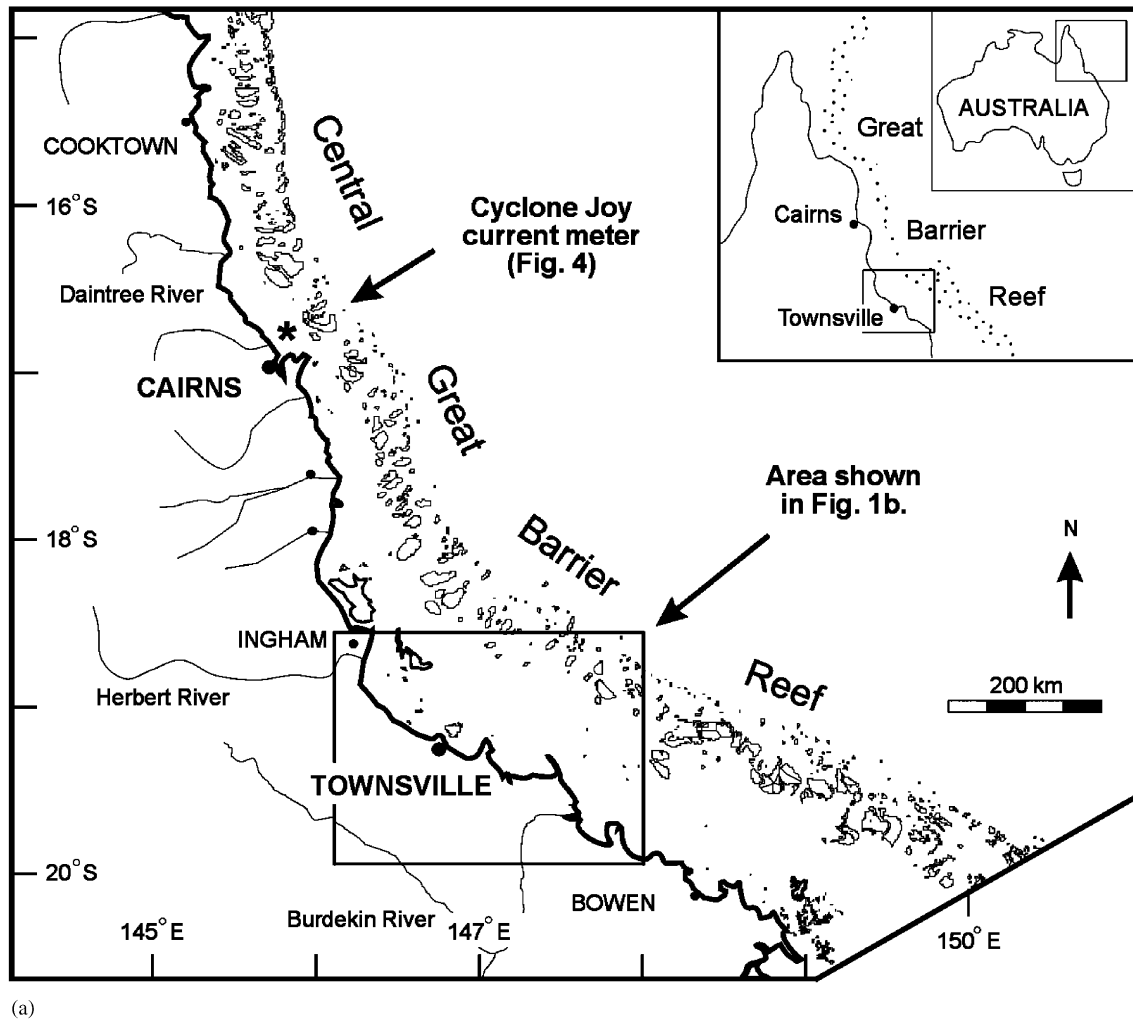 COOKTOWN
16°S
Daintree River
CAIRNS
18°S
INGHAM
Herbert River
TOWNSVILLE
20°S
Burdekin River
BOWEN
145°E
147°E
150°E
Central
Great
Barrier
Reef
Cyclone Joy
current meter
(Fig. 4)
*
Area shown
in Fig. 1b.
N
200 km
Great
Barrier
Reef
Cairns
Townsville
AUSTRALIA
(a)